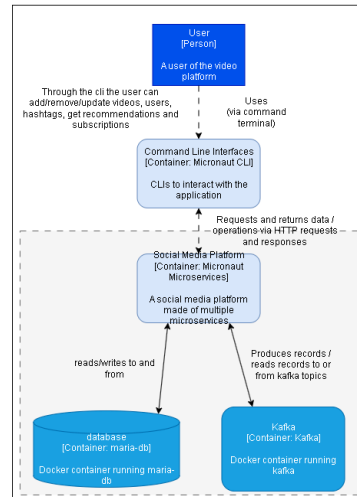 User
[Person]
A user of the video
platform
Through the cli the user can
add/remove/update videos, users,
hashtags, get recommendations and
subscriptions
Uses
(via command
terminal)
Command Line Interfaces
[Container: Micronaut CLI]
CLIs to interact with the
application
Requests and returns data /
operations via HTTP requests
and responses
Social Media Platform
[Container: Micronaut
Microservices]
A social media platform
made of multiple
microservices
reads/writes to and
from
Produces records /
reads records to or
from kafka topics
database
[Container: maria-db]
Docker container running maria-
db
Kafka
[Container: Kafka]
Docker container running
kafka